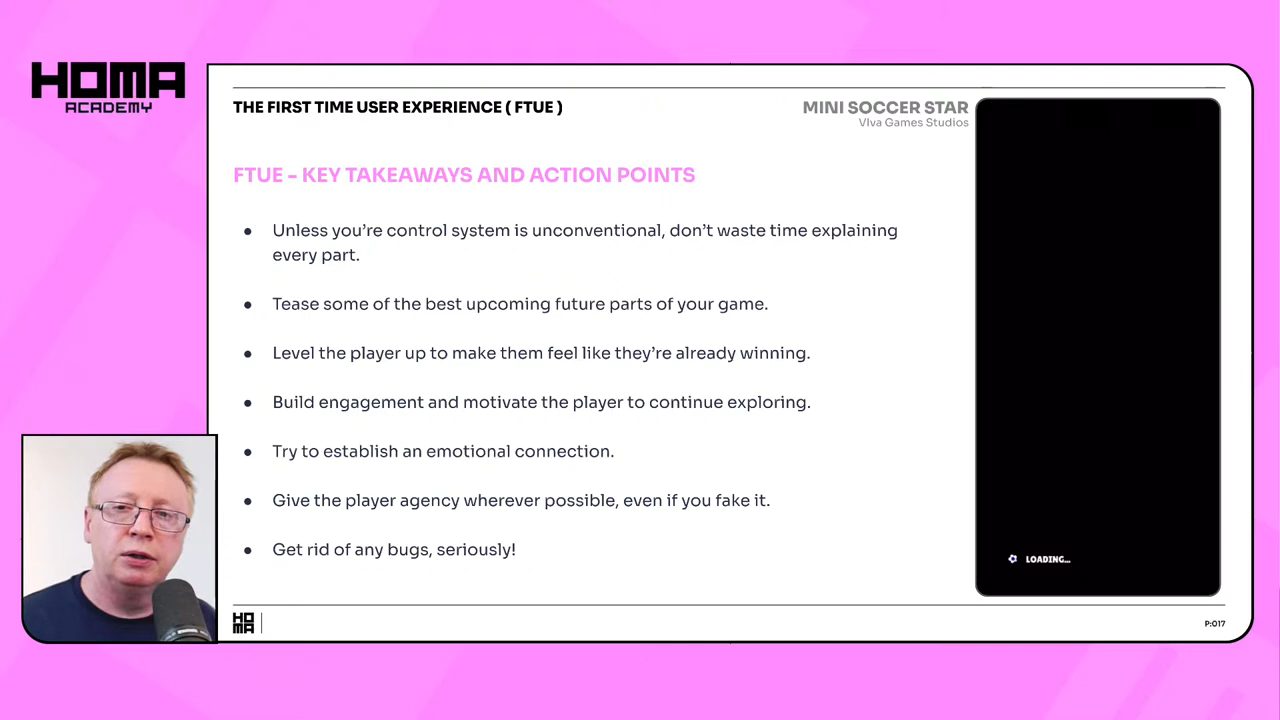 HOMA
ACADEMY
THE FIRST TIME USER EXPERIENCE ( FTUE )
MINI SOCCER STAR
VIva Games Studios
FTUE - KEY TAKEAWAYS AND ACTION POINTS
● Unless you’re control system is unconventional, don’t waste time explaining
every part.
● Tease some of the best upcoming future parts of your game.
● Level the player up to make them feel like they’re already winning.
● Build engagement and motivate the player to continue exploring.
● Try to establish an emotional connection.
● Give the player agency wherever possible, even if you fake it.
● Get rid of any bugs, seriously!
LOADING...
HO
MA
P:017